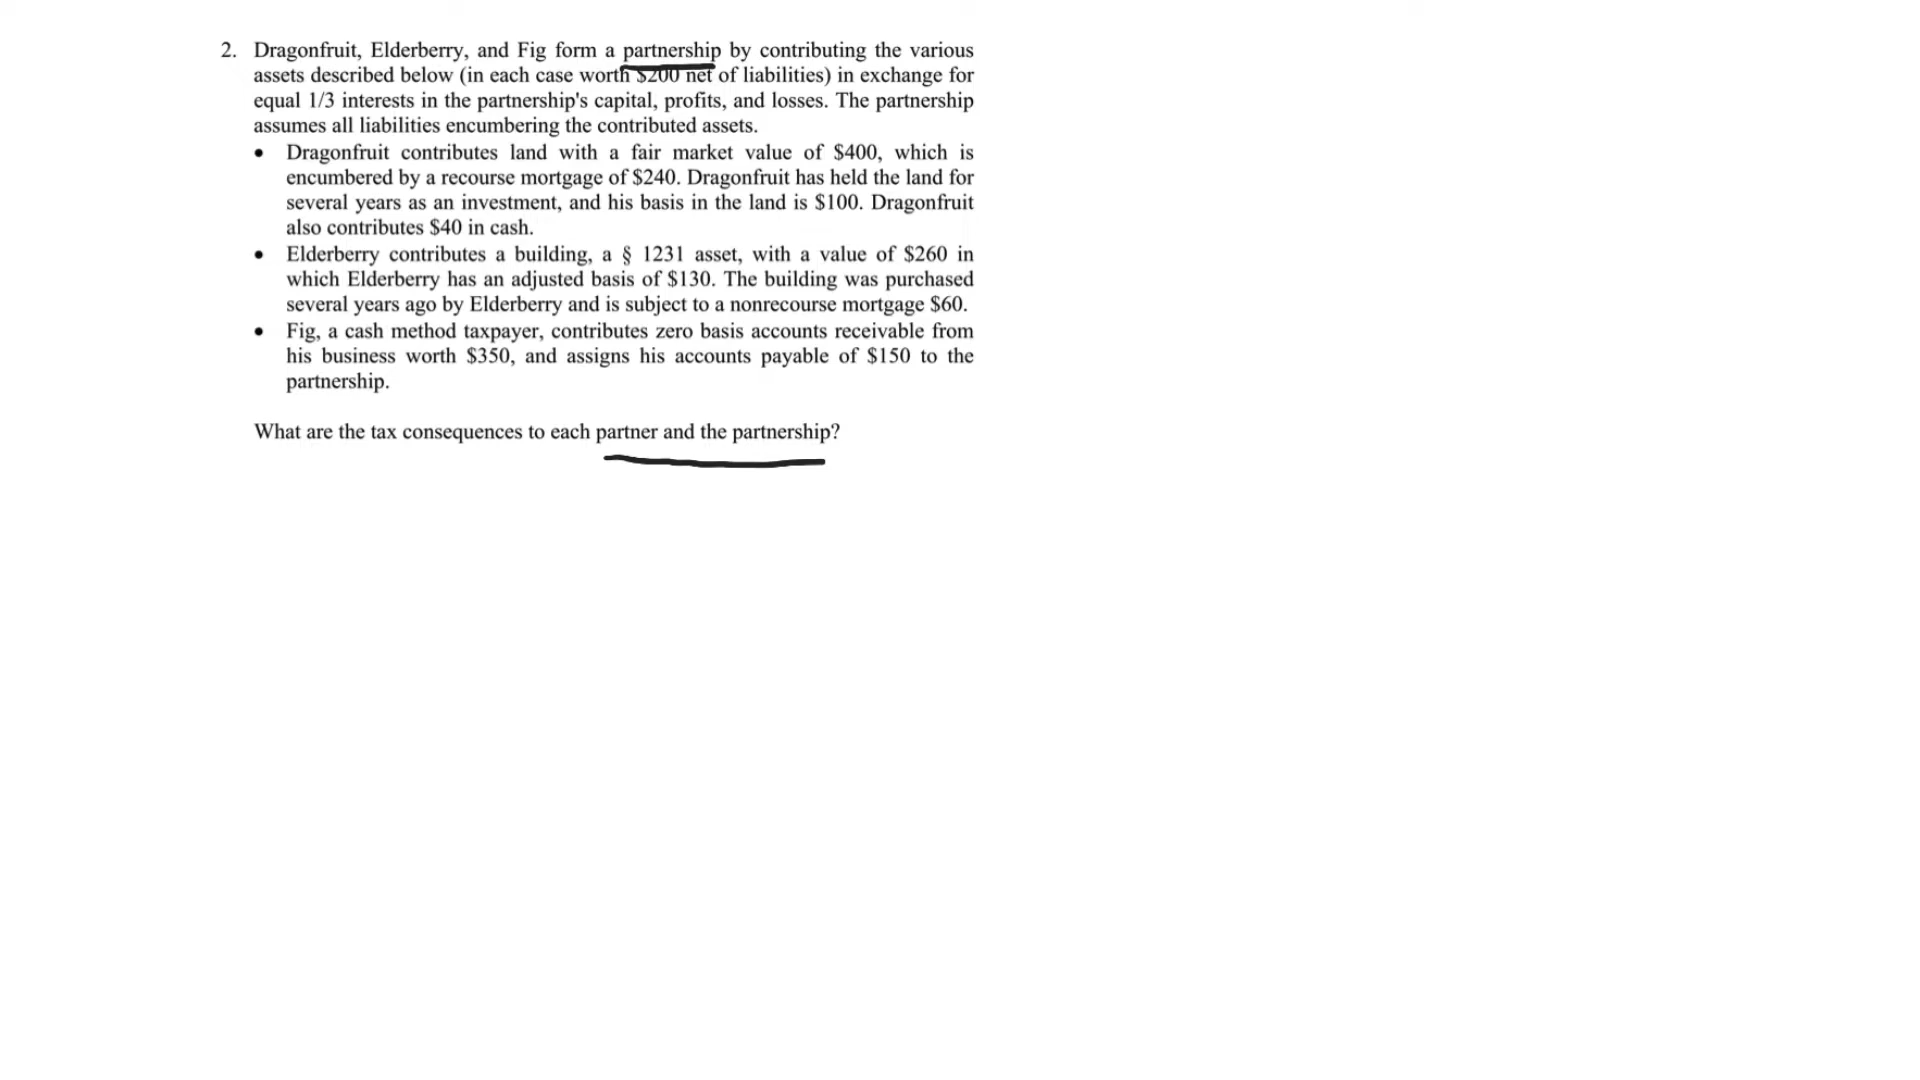 2. Dragonfruit, Elderberry, and Fig form a partnership by contributing the various
assets described below (in each case worth $200 net of liabilities) in exchange for
equal 1/3 interests in the partnership's capital, profits, and losses. The partnership
assumes all liabilities encumbering the contributed assets.
• Dragonfruit contributes land with a fair market value of $400, which is
encumbered by a recourse mortgage of $240. Dragonfruit has held the land for
several years as an investment, and his basis in the land is $100. Dragonfruit
also contributes $40 in cash.
• Elderberry contributes a building, a § 1231 asset, with a value of $260 in
which Elderberry has an adjusted basis of $130. The building was purchased
several years ago by Elderberry and is subject to a nonrecourse mortgage $60.
• Fig, a cash method taxpayer, contributes zero basis accounts receivable from
his business worth $350, and assigns his accounts payable of $150 to the
partnership.
What are the tax consequences to each partner and the partnership?